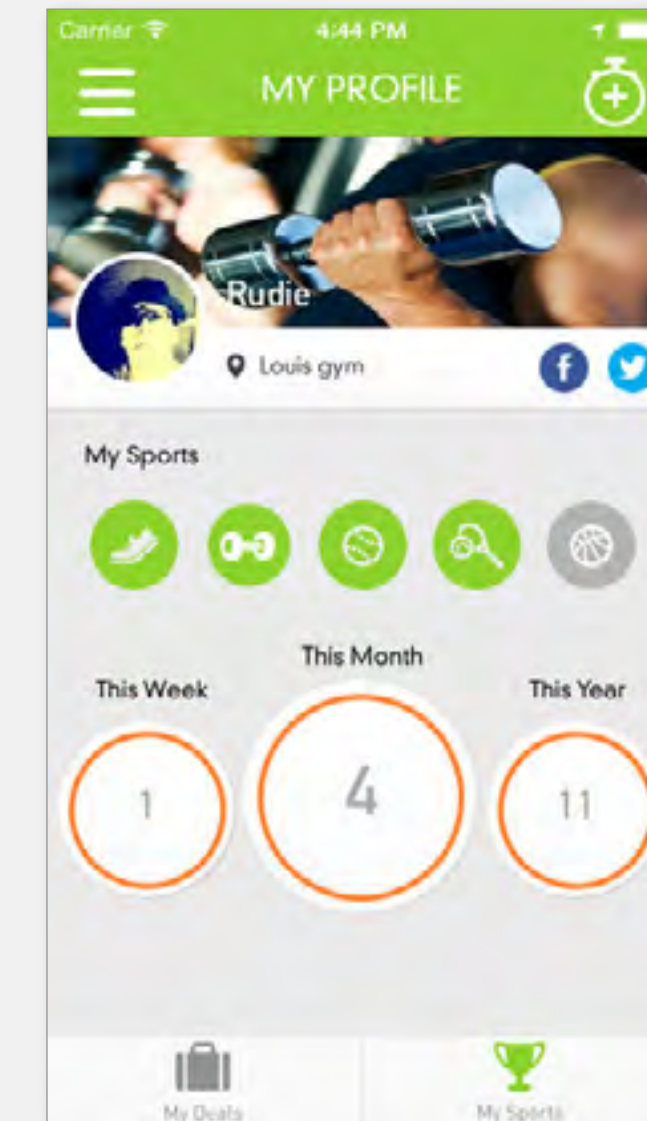 Carrier 4:44 PM
MY PROFILE
Rudie
Louis gym
My Sports
This Week
This Month
This Year
1
4
11
My Deals
My Sports